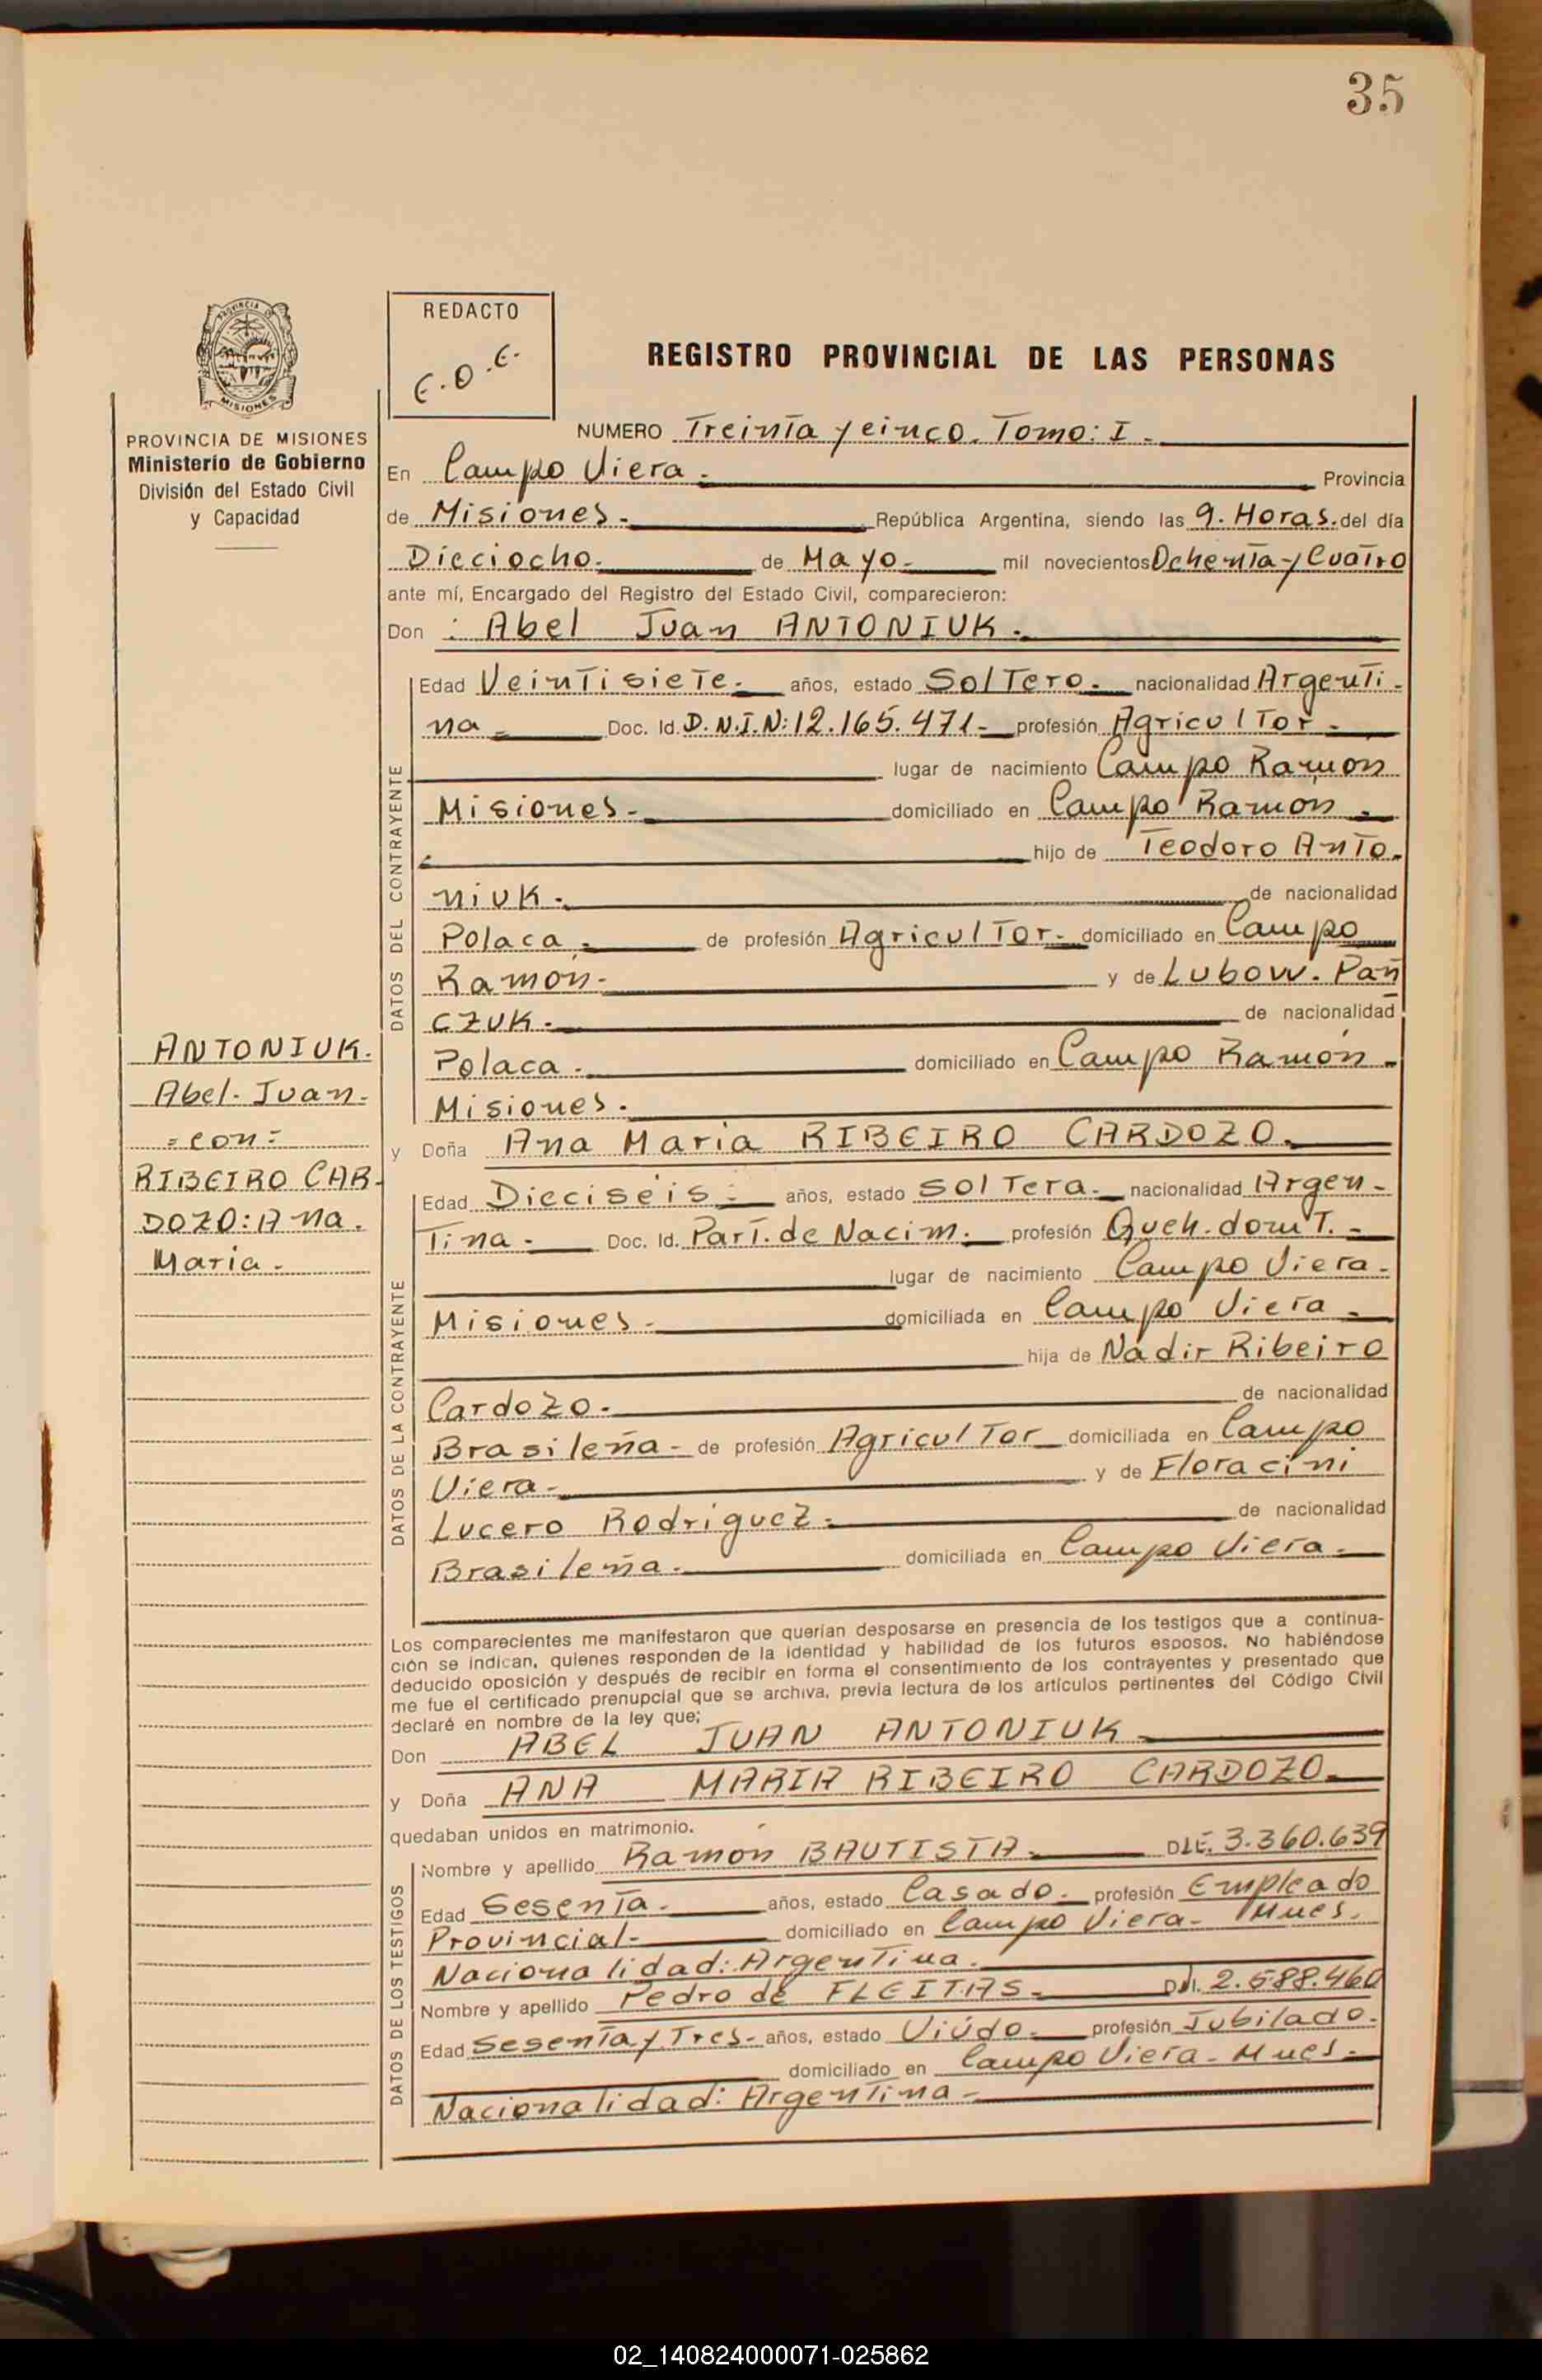 35
REDACTO
E.O.E.
REGISTRO PROVINCIAL DE LAS PERSONAS
PROVINCIA DE MISIONES
Ministerio de Gobierno
División del Estado Civil
y Capacidad
NUMERO Treinta y cinco. Tomo: I.-
En Campo Viera.- Provincia
de Misiones.- República Argentina, siendo las 9. Horas. del día
Dieciocho. de Mayo.- mil novecientos Ochenta y Cuatro
ante mí, Encargado del Registro del Estado Civil, comparecieron:
Don : Abel Juan ANTONIUK.-
DATOS DEL CONTRAYENTE
Edad Veintisiete.- años, estado Soltero.- nacionalidad Argenti-
na.- Doc. Id. D.N.I.N: 12.165.471.- profesión Agricultor.-
lugar de nacimiento Campo Ramón
Misiones.- domiciliado en Campo Ramón.-
hijo de Teodoro Anto-
niuk.- de nacionalidad
Polaca.- de profesión Agricultor.- domiciliado en Campo
Ramón.- y de Lubow. Pañ
czuk.- de nacionalidad
Polaca.- domiciliado en Campo Ramón.-
Misiones.-
ANTONIUK.
Abel. Juan.
= con =
RIBEIRO CAR-
DOZO: Ana.
Maria.-
y Doña Ana Maria RIBEIRO CARDOZO.-
DATOS DE LA CONTRAYENTE
Edad Dieciséis.- años, estado Soltera.- nacionalidad Argen-
tina.- Doc. Id. Part. de Nacim.- profesión Queh. domt.-
lugar de nacimiento Campo Viera.-
Misiones.- domiciliada en Campo Viera.-
hija de Nadir Ribeiro
Cardozo.- de nacionalidad
Brasileña.- de profesión Agricultor domiciliada en Campo
Viera.- y de Floracini
Lucero Rodriguez.- de nacionalidad
Brasileña.- domiciliada en Campo Viera.-
Los comparecientes me manifestaron que querían desposarse en presencia de los testigos que a continua-
ción se indican, quienes responden de la identidad y habilidad de los futuros esposos. No habiéndose
deducido oposición y después de recibir en forma el consentimiento de los contrayentes y presentado que
me fue el certificado prenupcial que se archiva, previa lectura de los artículos pertinentes del Código Civil
declaré en nombre de la ley que;
Don ABEL JUAN ANTONIUK
y Doña ANA MARIA RIBEIRO CARDOZO.-
quedaban unidos en matrimonio.
DATOS DE LOS TESTIGOS
Nombre y apellido Ramón BAUTISTA.- 3.360.639
Edad Sesenta.- años, estado Casado.- profesión Empleado
Provincial.- domiciliado en Campo Viera.- Mnes.
Nacionalidad: Argentina.-
Nombre y apellido Pedro de FLEITAS.- 2.588.460
Edad Sesenta y Tres.- años, estado Viúdo.- profesión Jubilado.-
domiciliado en Campo Viera.- Mnes.-
Nacionalidad: Argentina.-
02_140824000071-025862